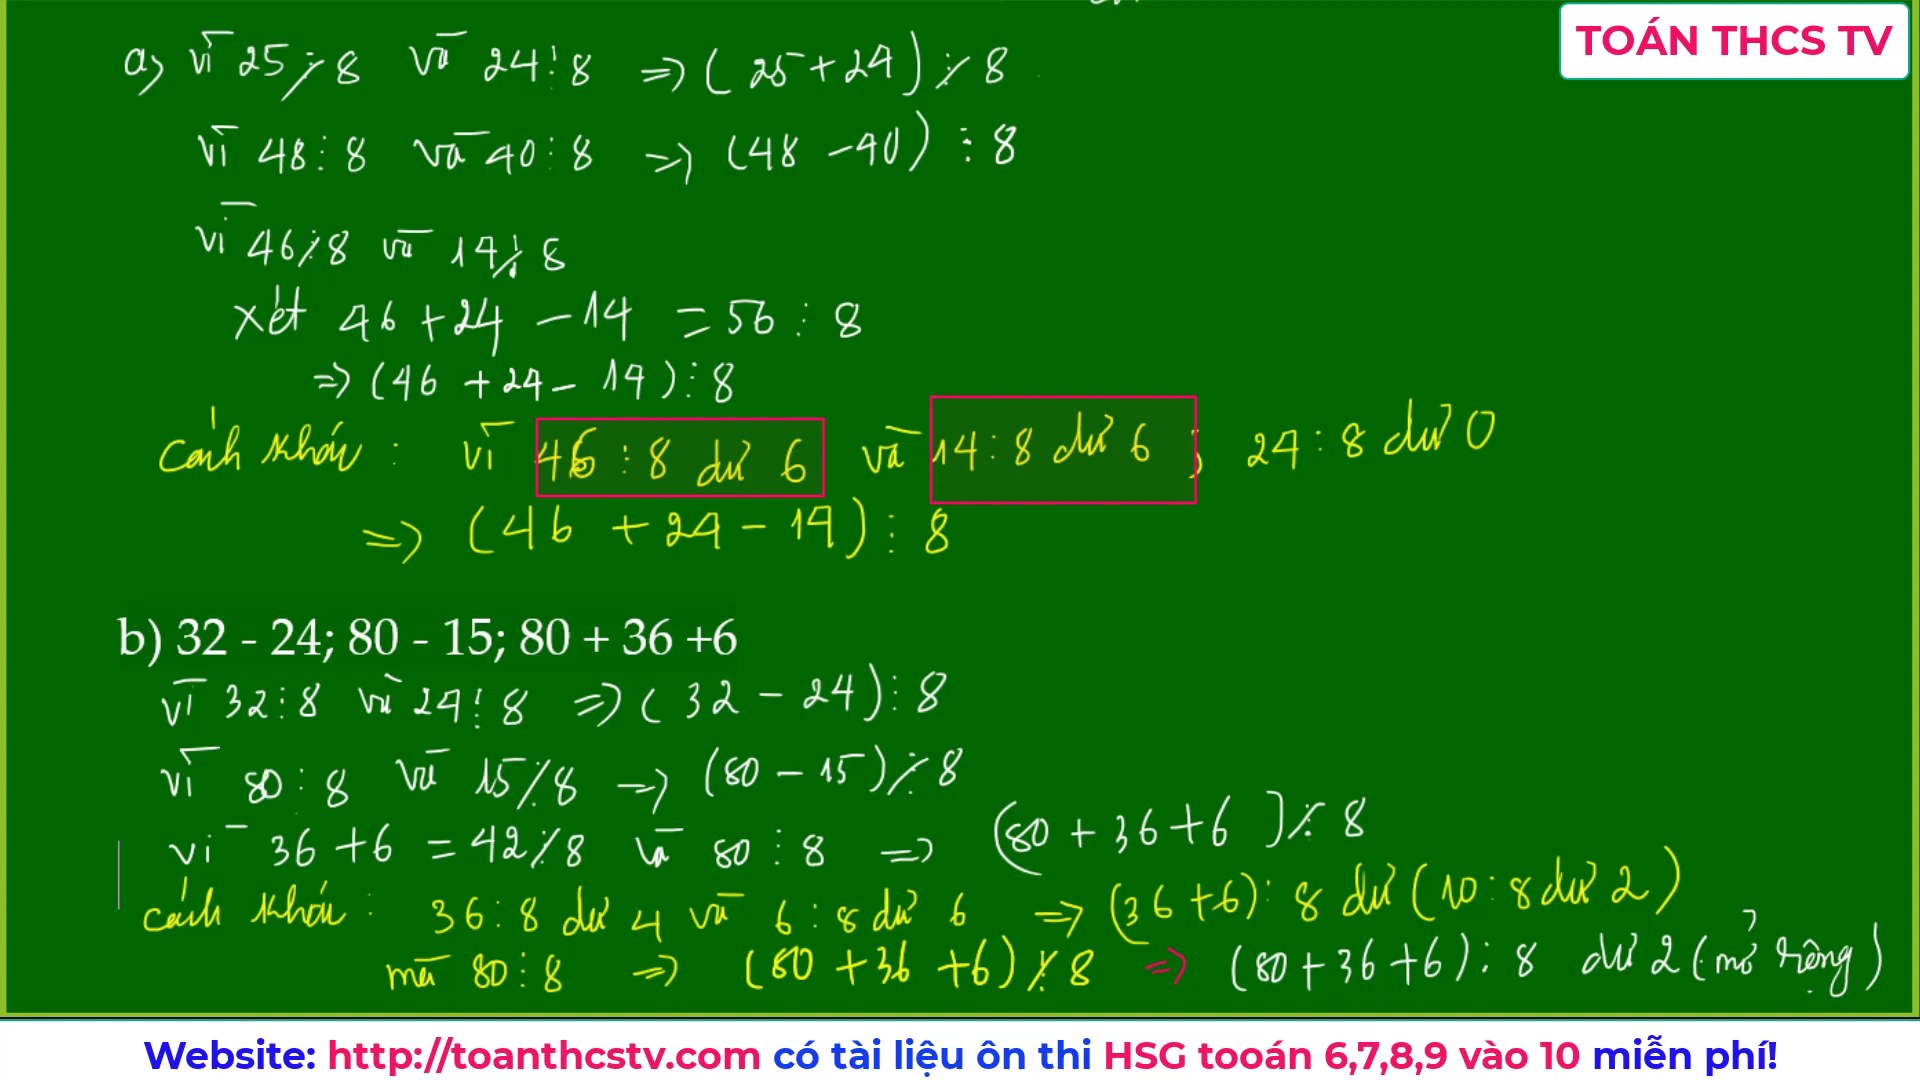 TOÁN THCS TV
a) vì 25 ⋮̸ 8 và 24 ⋮ 8 => (25 + 24) ⋮̸ 8
vì 48 ⋮ 8 và 40 ⋮ 8 => (48 - 40) ⋮ 8
vì 46 ⋮̸ 8 và 14 ⋮̸ 8
xét 46 + 24 - 14 = 56 ⋮ 8
=> (46 + 24 - 14) ⋮ 8
cách khác : vì 46 : 8 dư 6 và 14 : 8 dư 6 ; 24 : 8 dư 0
=> (46 + 24 - 14) ⋮ 8
b) 32 - 24; 80 - 15; 80 + 36 +6
vì 32 ⋮ 8 và 24 ⋮ 8 => (32 - 24) ⋮ 8
vì 80 ⋮ 8 và 15 ⋮̸ 8 => (80 - 15) ⋮̸ 8
vì 36 + 6 = 42 ⋮̸ 8 và 80 ⋮ 8 => (80 + 36 + 6) ⋮̸ 8
cách khác : 36 : 8 dư 4 và 6 : 8 dư 6 => (36 + 6) : 8 dư (10 : 8 dư 2)
mà 80 ⋮ 8 => (80 + 36 + 6) ⋮̸ 8 => (80 + 36 + 6) : 8 dư 2 (mở rộng)
Website: http://toanthcstv.com có tài liệu ôn thi HSG tooán 6,7,8,9 vào 10 miễn phí!